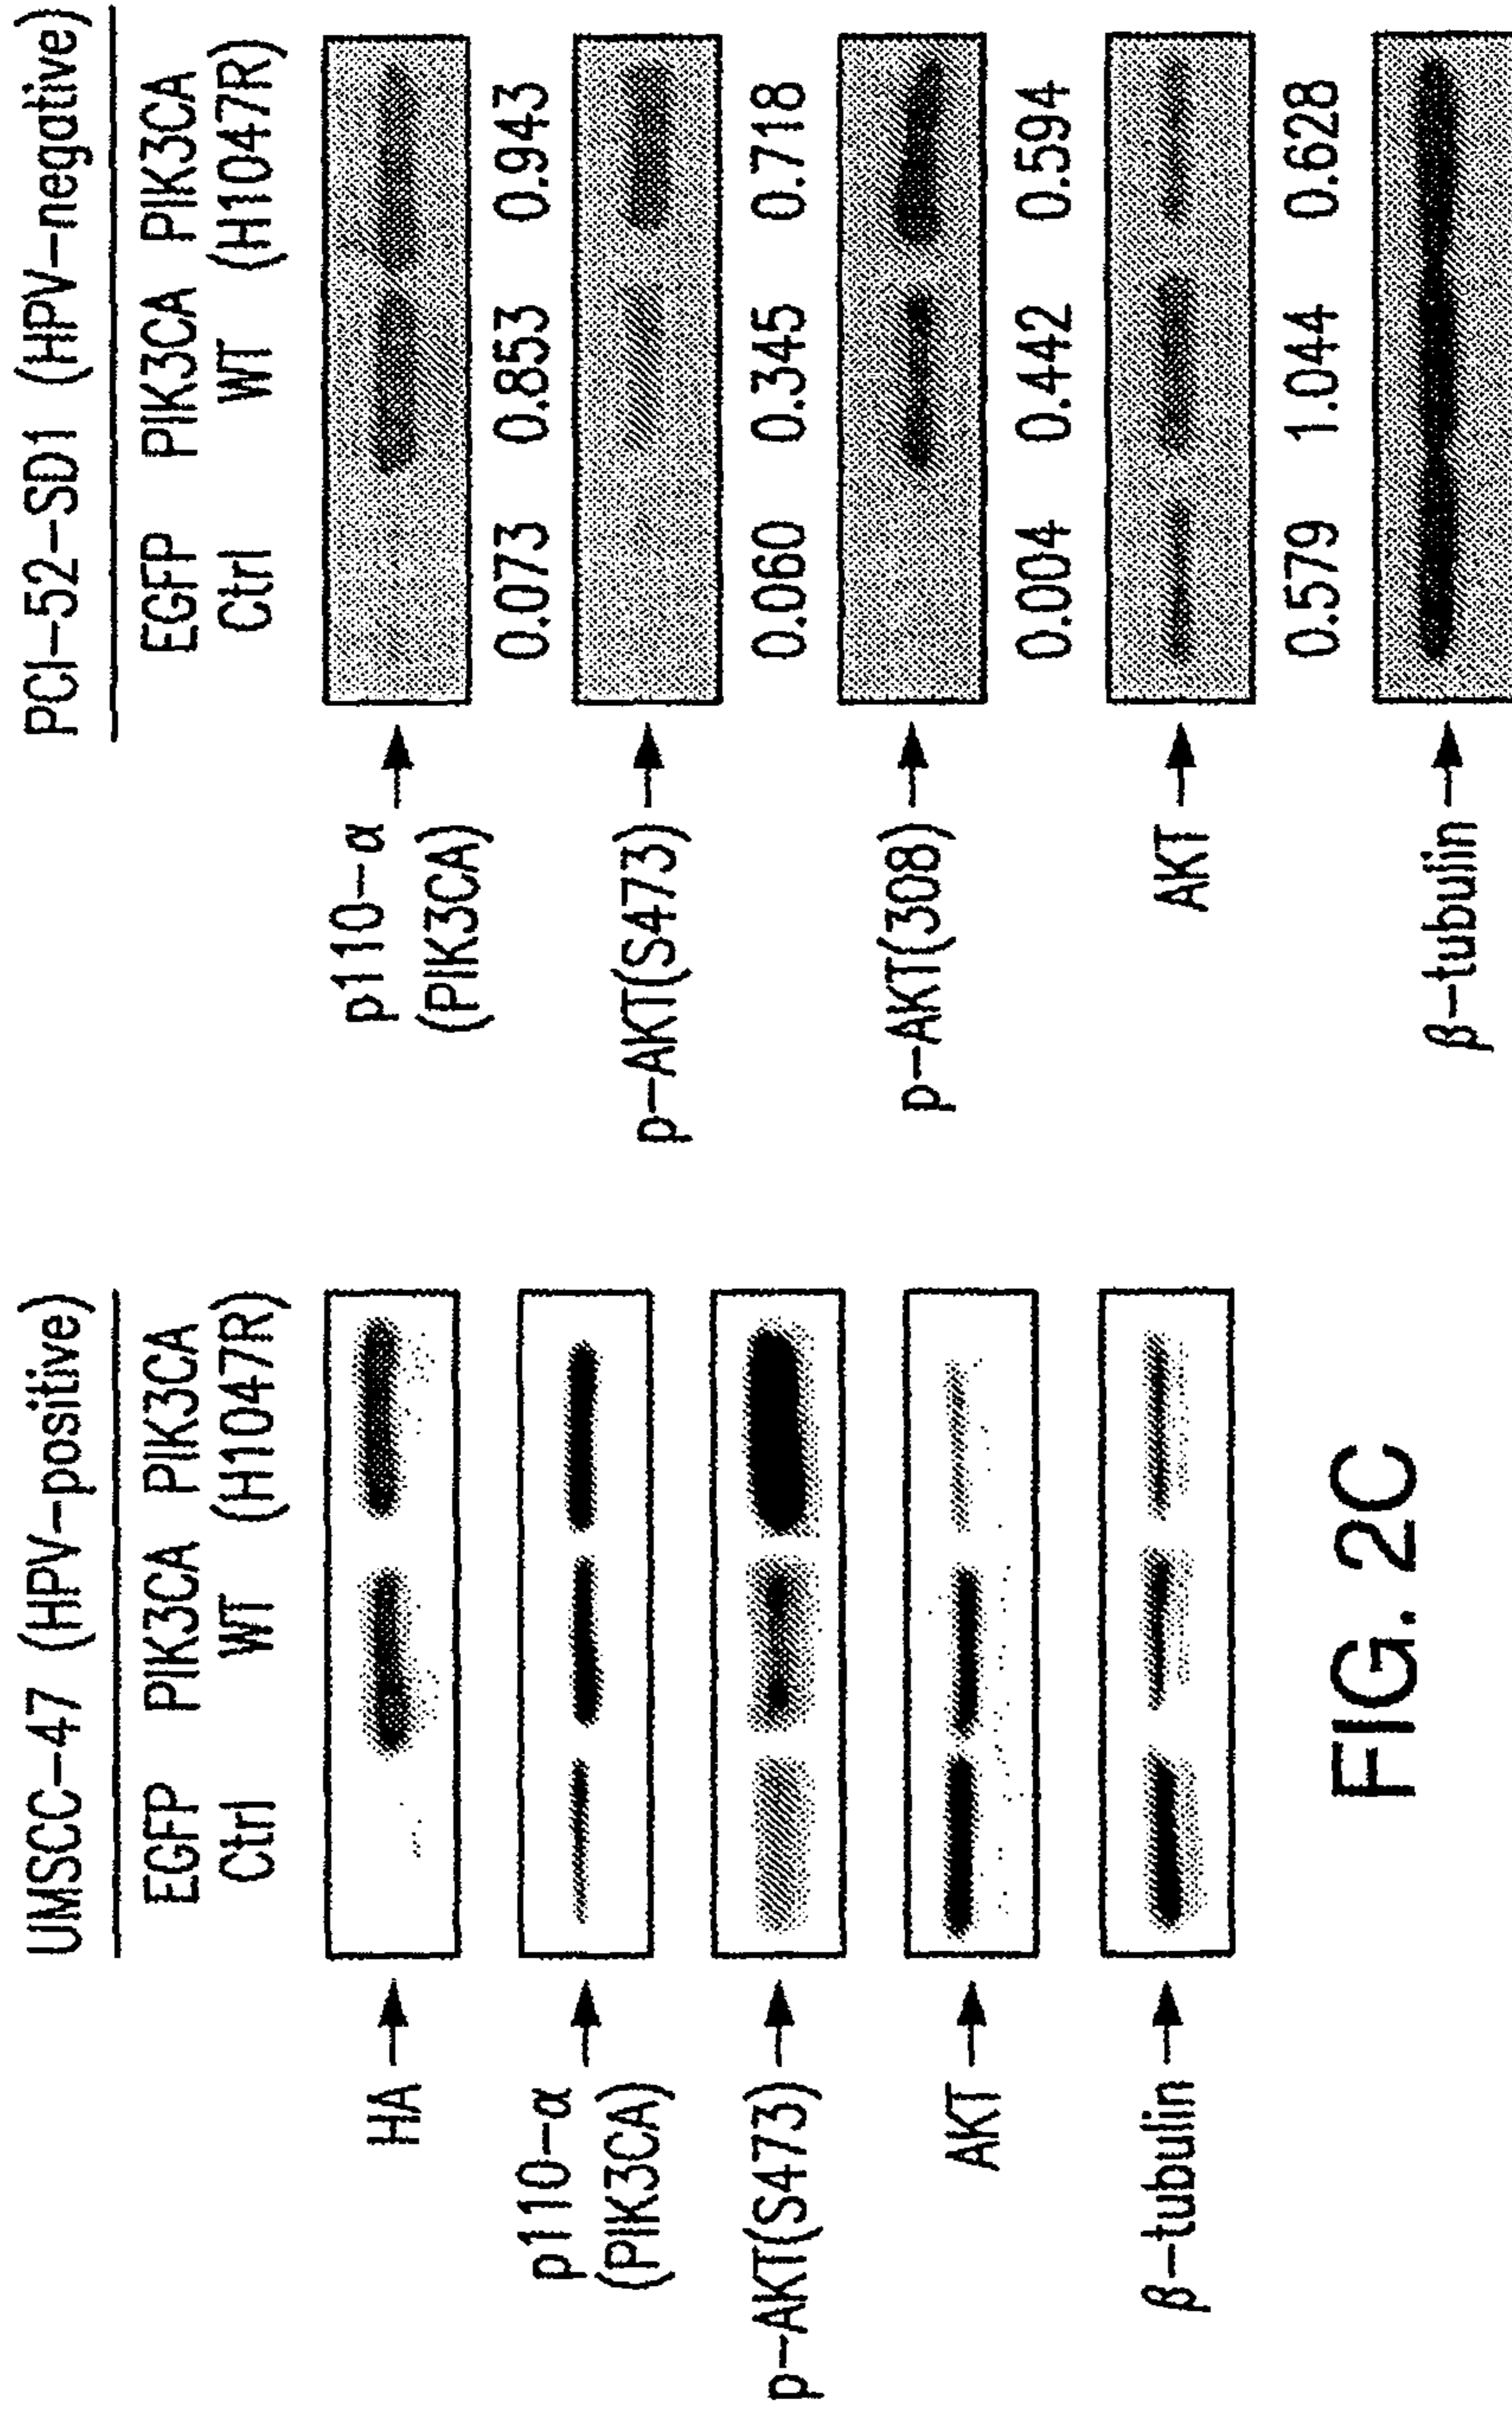 UMSCC-47 (HPV-positive)
EGFP PIK3CA PIK3CA
Ctrl WT (H1047R)
HA
p110-α
(PIK3CA)
p-AKT(S473)
AKT
β-tubulin
PCI-52-SD1 (HPV-negative)
EGFP PIK3CA PIK3CA
Ctrl WT (H1047R)
p110-α
(PIK3CA)
0.073 0.853 0.943
p-AKT(S473)
0.060 0.345 0.718
p-AKT(308)
0.004 0.442 0.594
AKT
0.579 1.044 0.628
β-tubulin
FIG. 2C